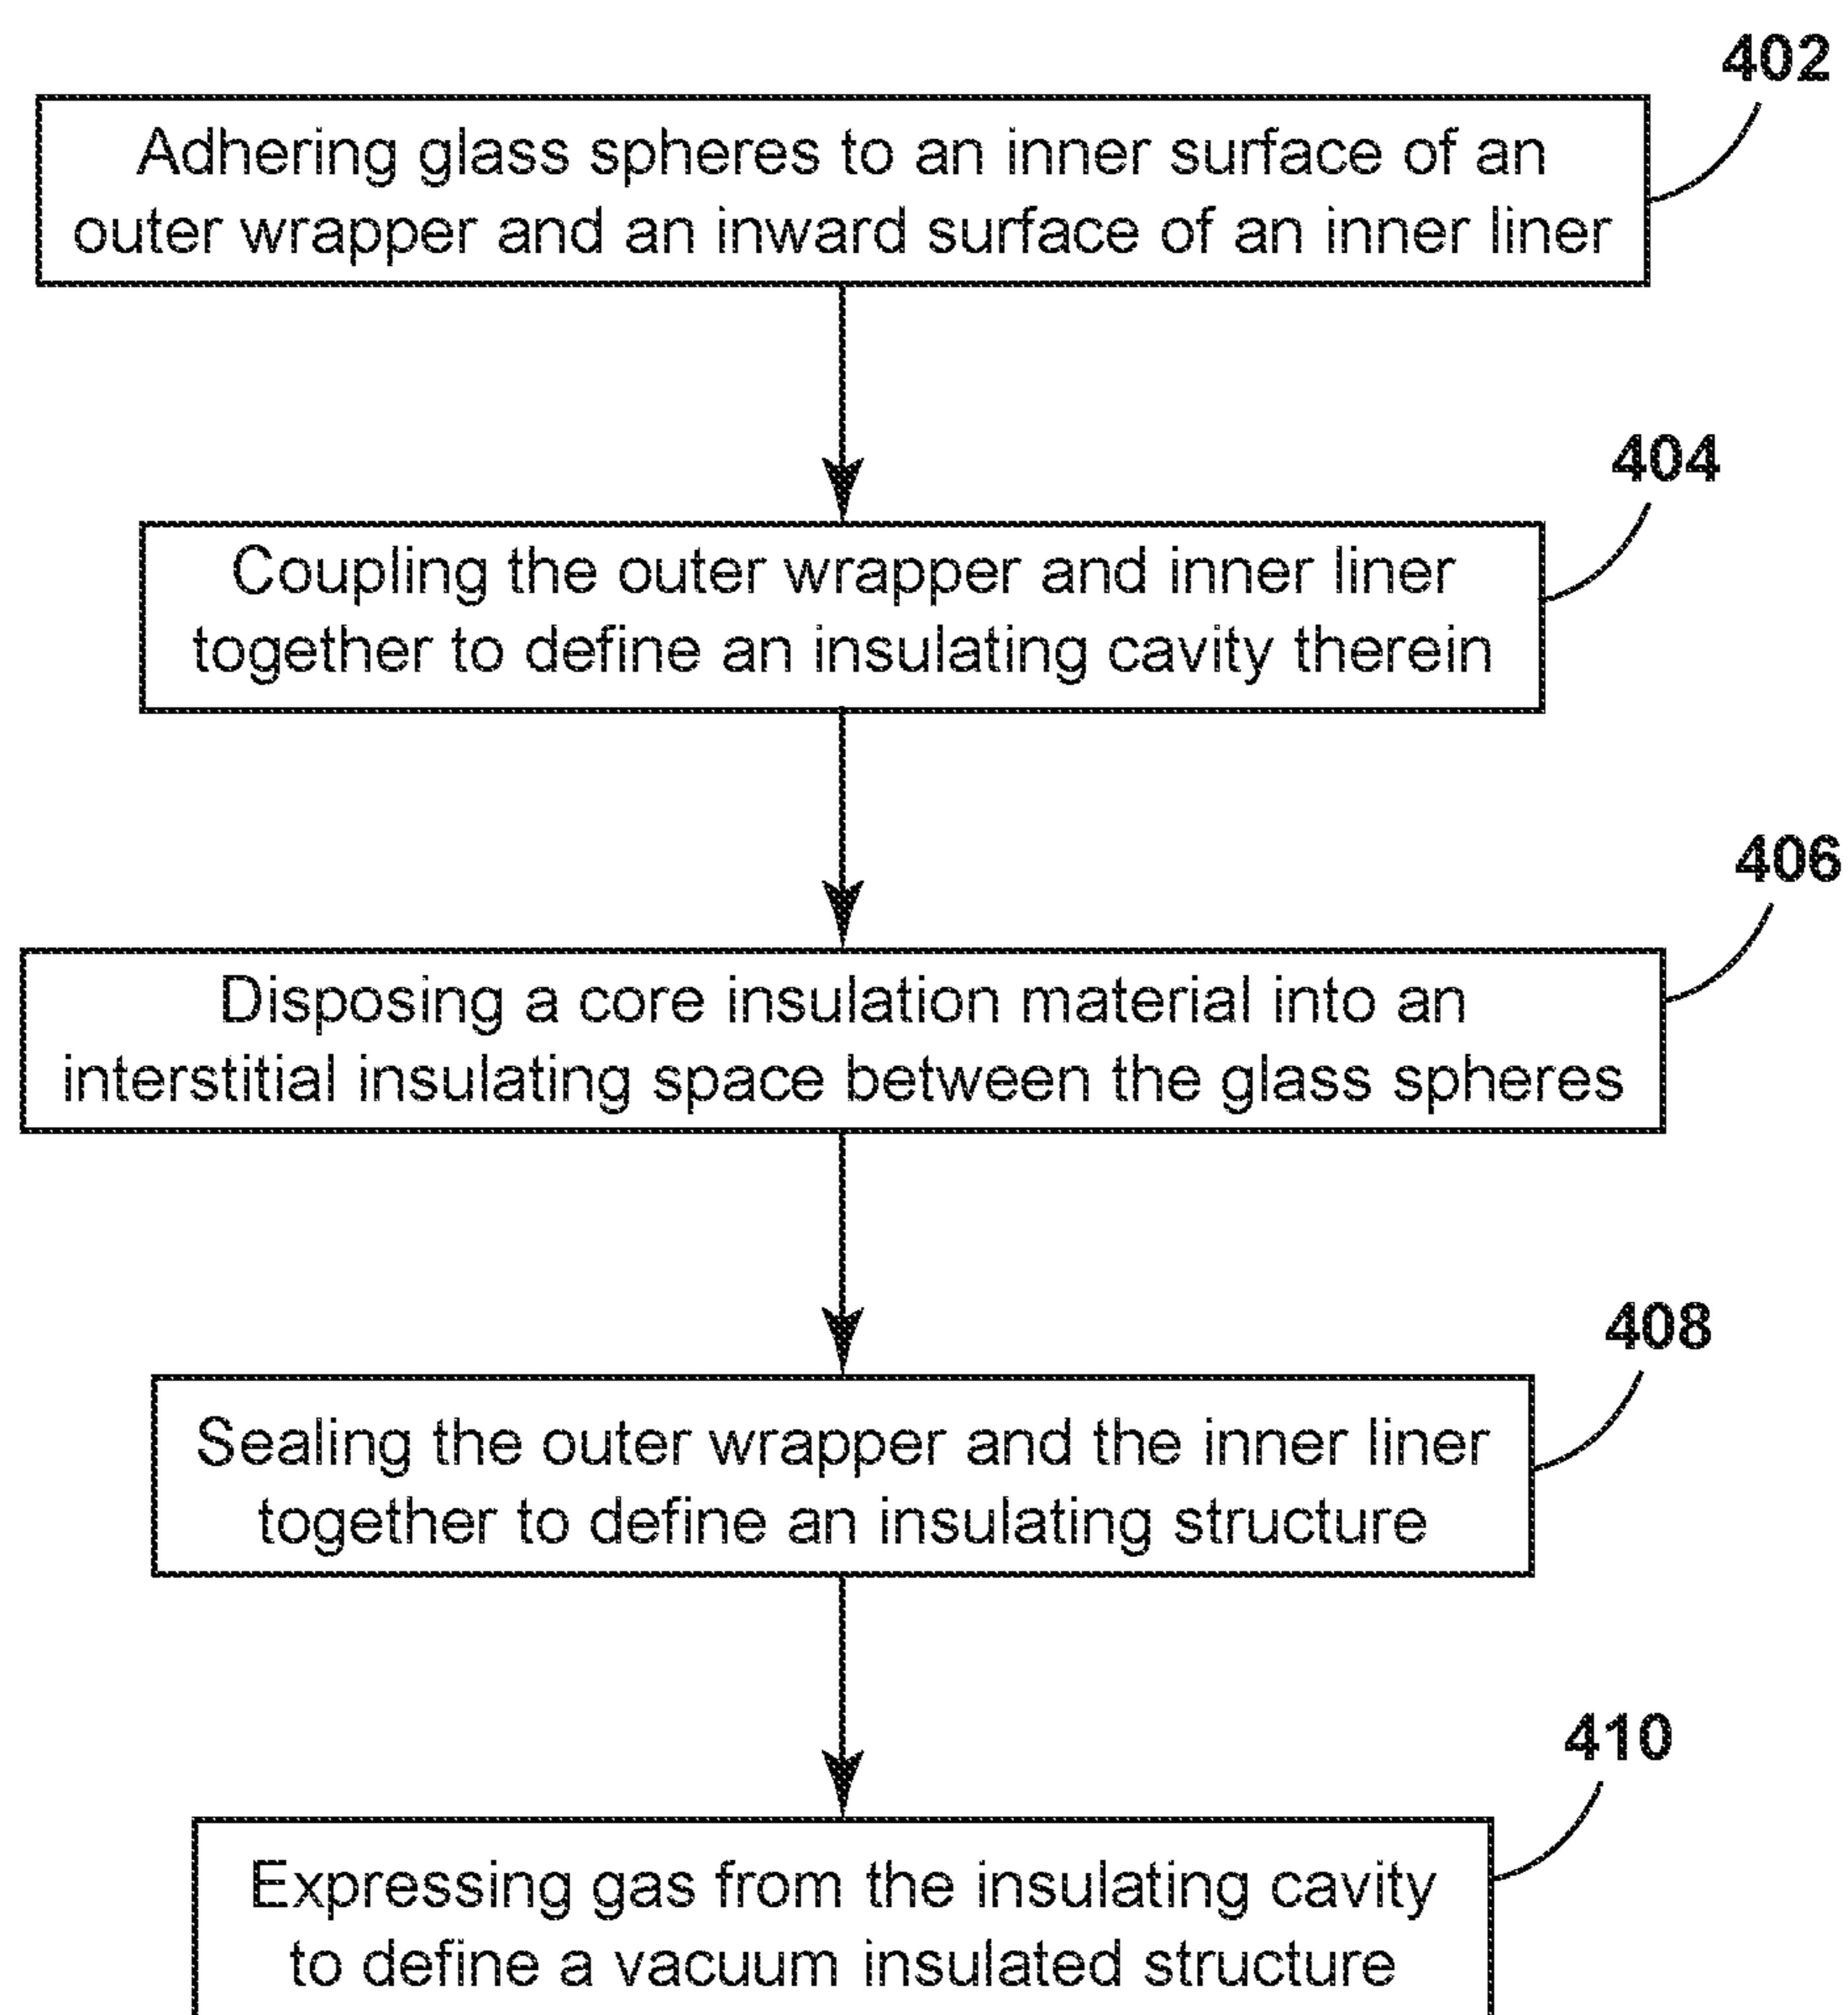 402
Adhering glass spheres to an inner surface of an
outer wrapper and an inward surface of an inner liner
404
Coupling the outer wrapper and inner liner
together to define an insulating cavity therein
406
Disposing a core insulation material into an
interstitial insulating space between the glass spheres
408
Sealing the outer wrapper and the inner liner
together to define an insulating structure
410
Expressing gas from the insulating cavity
to define a vacuum insulated structure